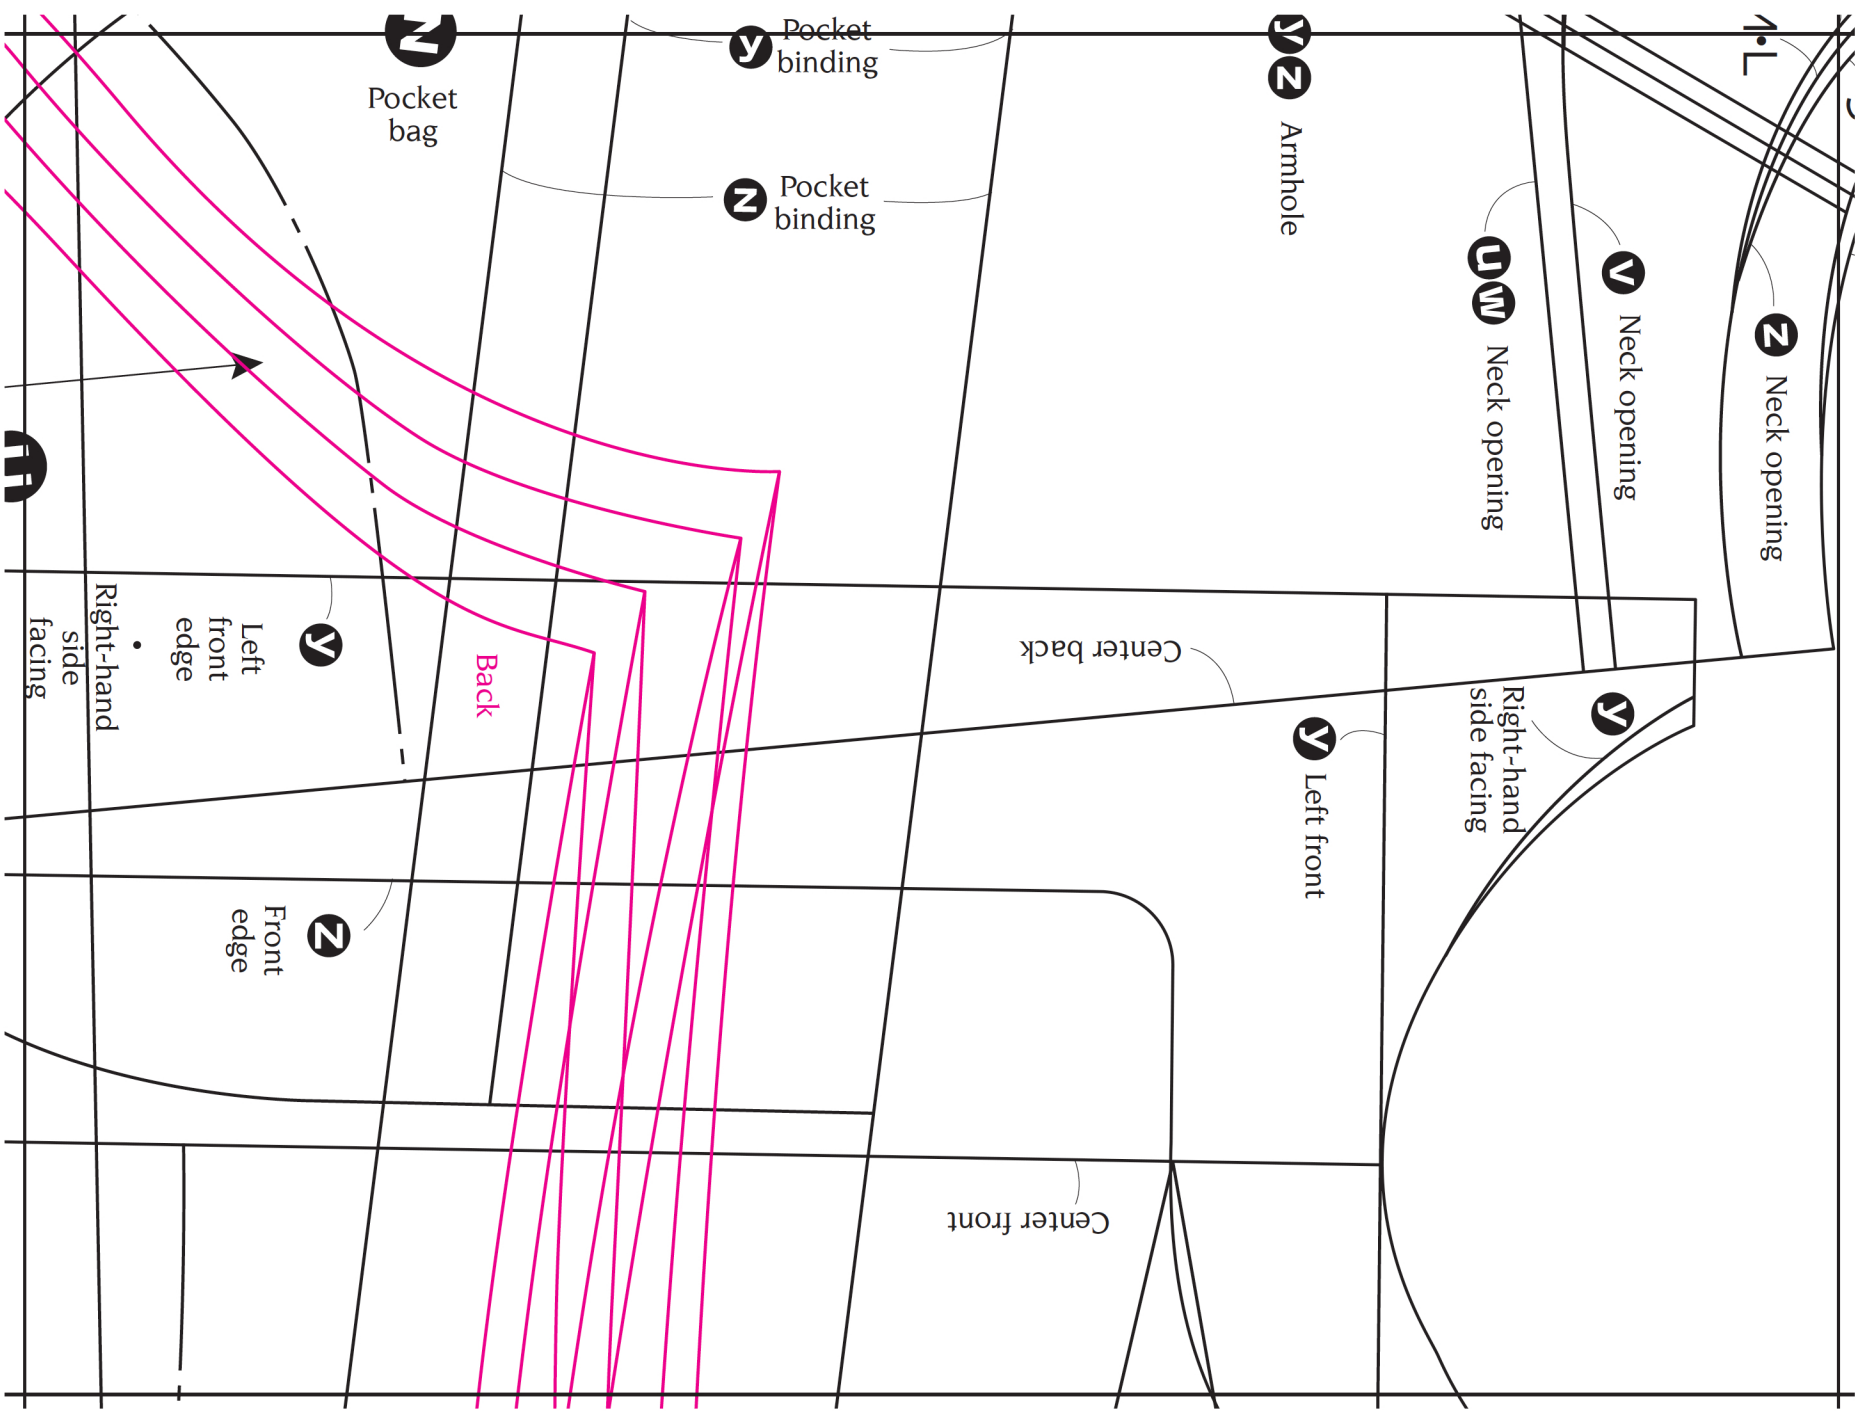 N
Pocket
bag
y Pocket
binding
N Pocket
binding
y z Armhole
u w Neck opening
v Neck opening
z Neck opening
M•L
y
Left
front
edge
•
Right-hand
side
facing
Back
Center back
y Left front
y
Right-hand
side facing
z
Front
edge
Center front